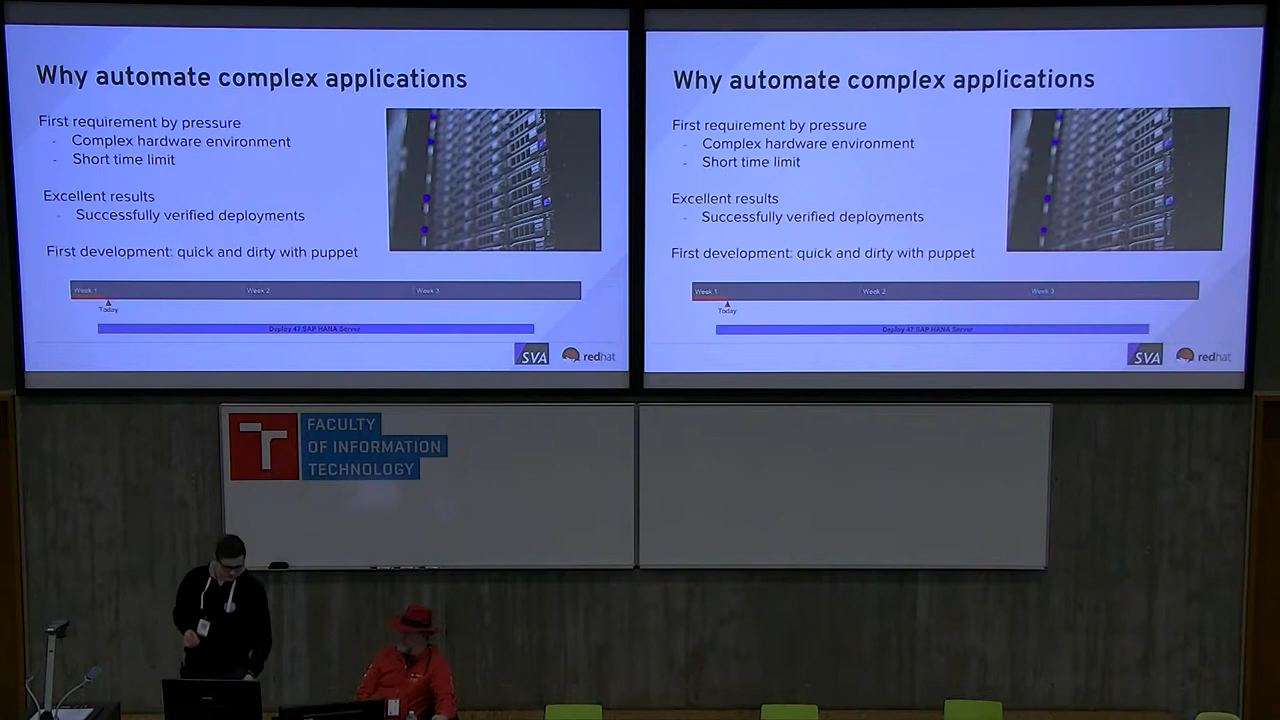 Why automate complex applications
First requirement by pressure
- Complex hardware environment
- Short time limit
Excellent results
- Successfully verified deployments
First development: quick and dirty with puppet
Week 1 Week 2 Week 3
Today
Deploy 47 SAP HANA Server
SVA redhat
Why automate complex applications
First requirement by pressure
- Complex hardware environment
- Short time limit
Excellent results
- Successfully verified deployments
First development: quick and dirty with puppet
Week 1 Week 2 Week 3
Today
Deploy 47 SAP HANA Server
SVA redhat
T FACULTY
OF INFORMATION
TECHNOLOGY